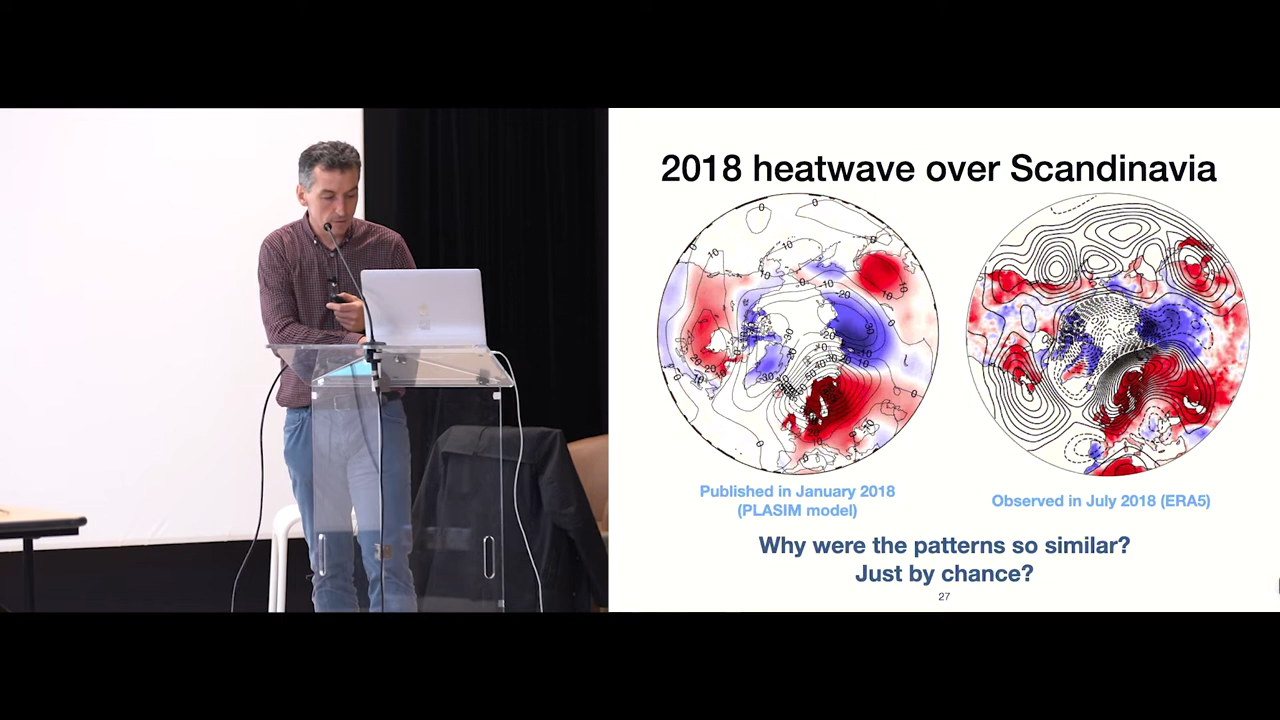 2018 heatwave over Scandinavia
Published in January 2018
(PLASIM model)
Observed in July 2018 (ERA5)
Why were the patterns so similar?
Just by chance?
27